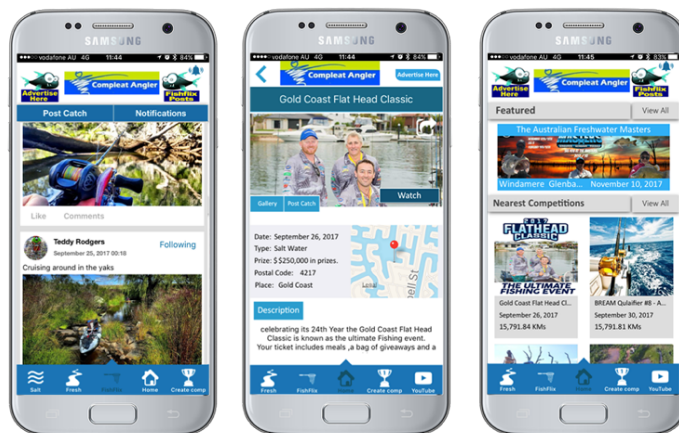 SAMSUNG
vodafone AU 4G 11:44 84%
Advertise Here
Compleat Angler
Fishflix Posts
Post Catch
Notifications
Like Comments
Teddy Rodgers
Following
September 25, 2017 00:10
Cruising around in the yaks
Salt
Fresh
FishFlix
Home
Create comp
SAMSUNG
vodafone AU 4G 11:44 84%
Compleat Angler
Advertise Here
Gold Coast Flat Head Classic
Watch
Gallery
Post Catch
Date: September 26, 2017
Type: Salt Water
Prize: $$250,000 in prizes.
Postal Code: 4217
Place: Gold Coast
Description
celebrating its 24th Year the Gold Coast Flat Head
Classic is known as the ultimate Fishing event.
Your ticket includes meals ,a bag of giveaways and a
Fresh
FishFlix
Home
Create comp
YouTube
SAMSUNG
vodafone AU 4G 11:45 83%
Advertise Here
Compleat Angler
Fishflix Posts
Featured
View All
The Australian Freshwater Masters
MASTERS
Windamere Glenba... November 10, 2017
Nearest Competitions
View All
2017
FLATHEAD
CLASSIC
THE ULTIMATE
FISHING EVENT
Gold Coast Flat Head Cl...
September 26, 2017
15,791.84 KMs
BREAM Qulaifier #8 - A...
September 30, 2017
15,791.81 KMs
Fresh
FishFlix
Home
Create comp
YouTube